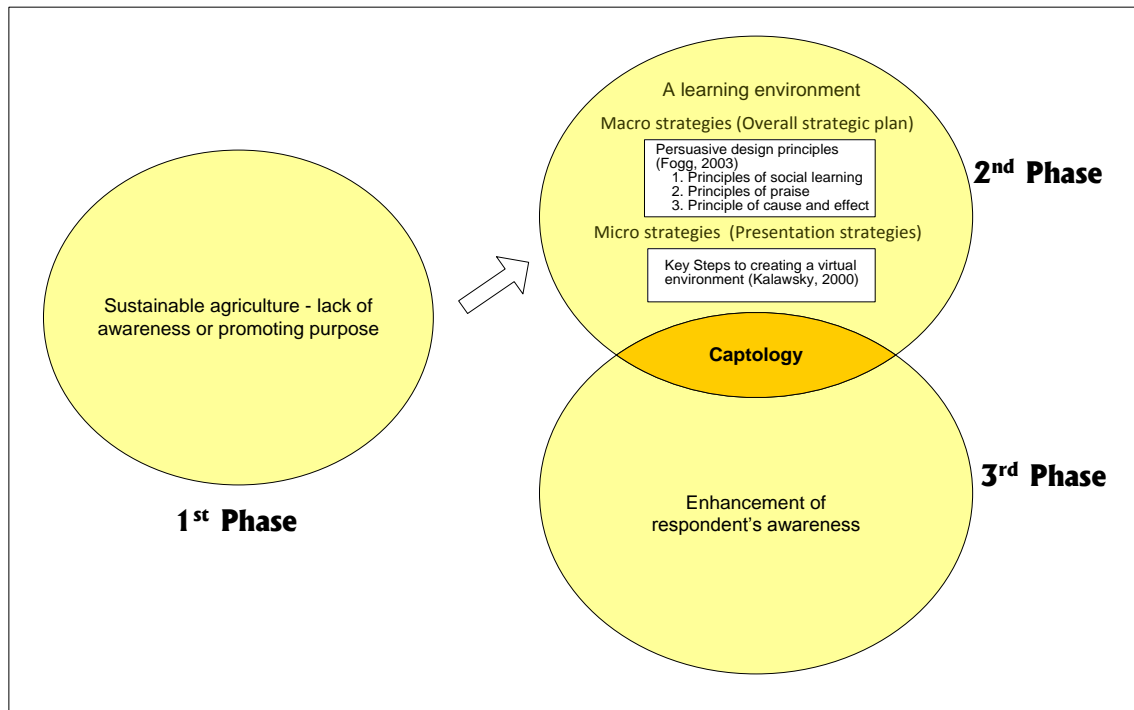 Sustainable agriculture - lack of
awareness or promoting purpose
1st Phase
A learning environment
Macro strategies (Overall strategic plan)
Persuasive design principles
(Fogg, 2003)
1. Principles of social learning
2. Principles of praise
3. Principle of cause and effect
Micro strategies (Presentation strategies)
Key Steps to creating a virtual
environment (Kalawsky, 2000)
2nd Phase
Captology
Enhancement of
respondent's awareness
3rd Phase